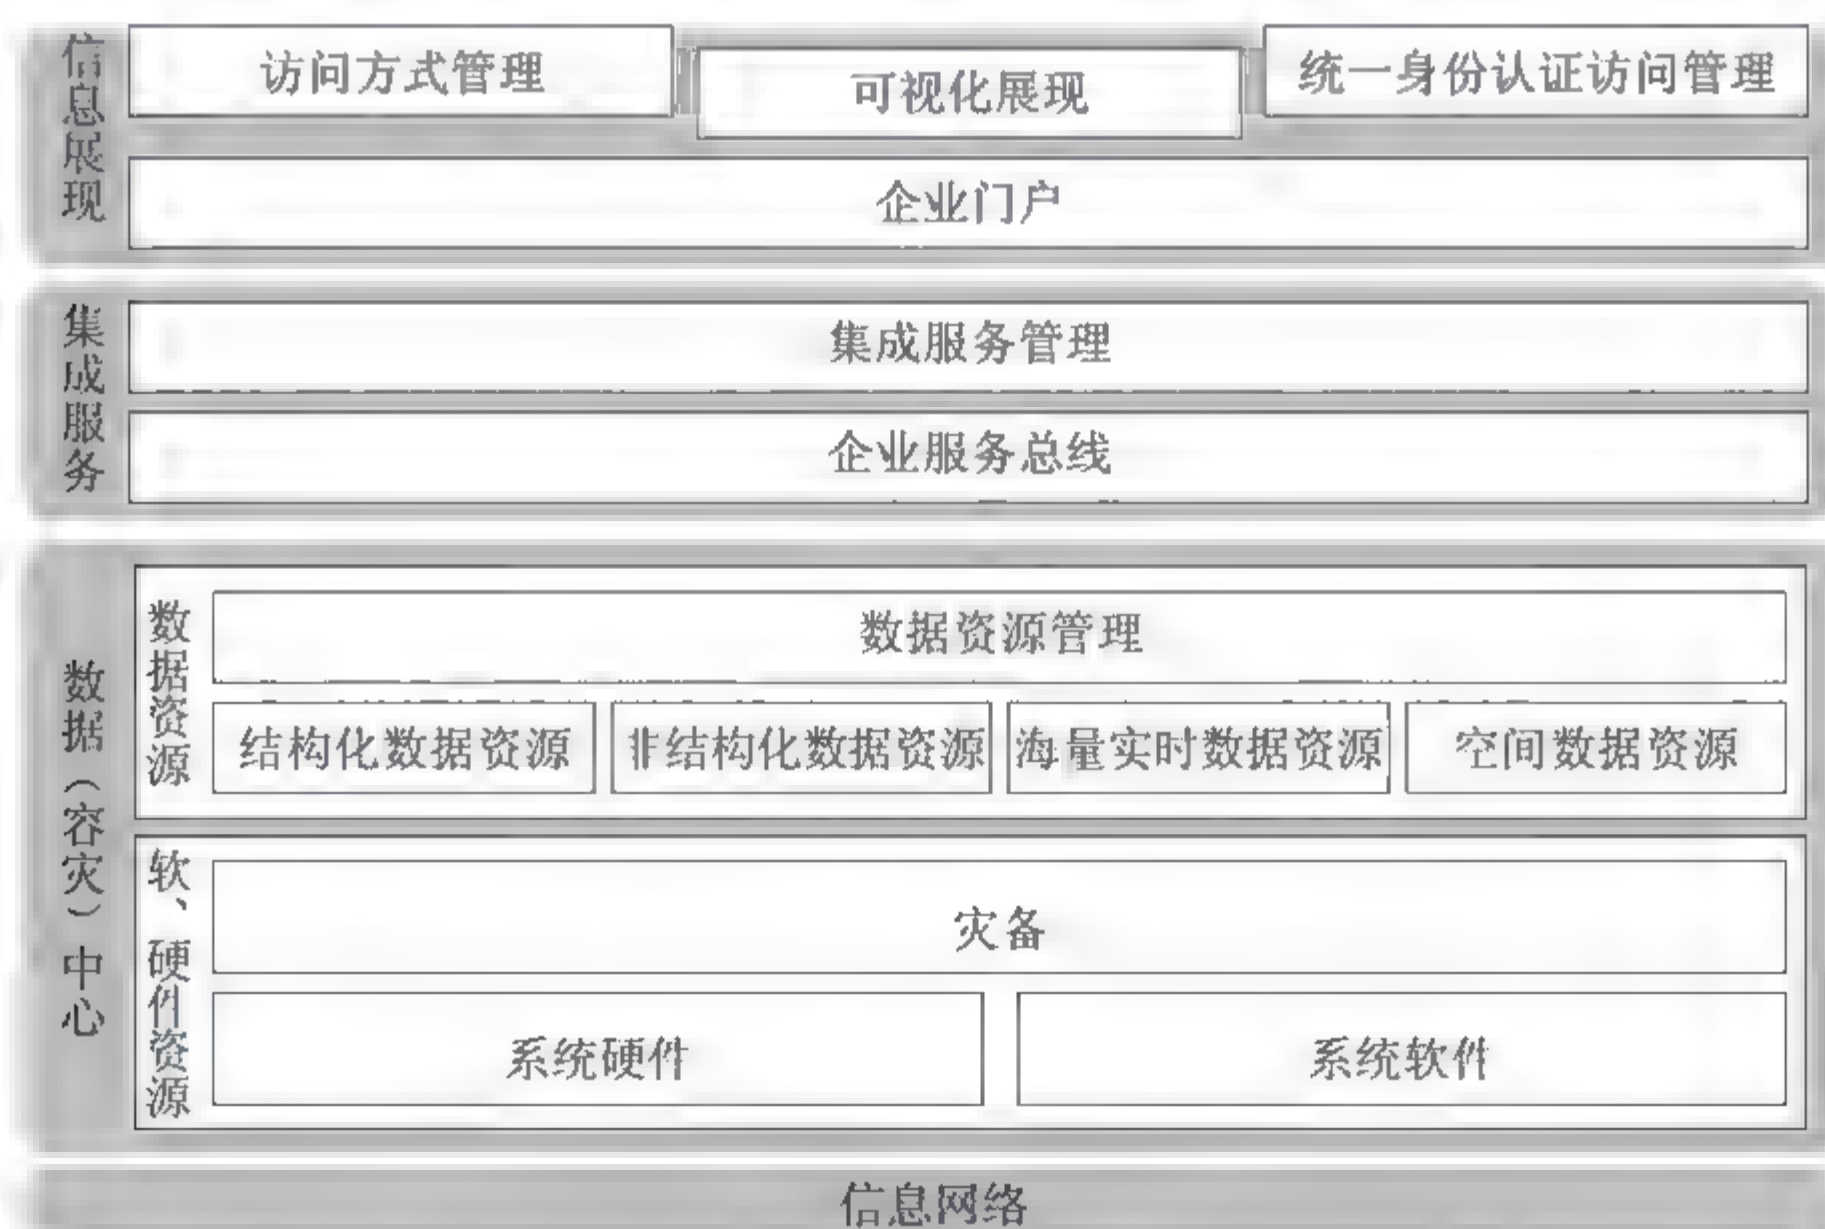 信息展现
访问方式管理
可视化展现
统一身份认证访问管理
企业门户
集成服务
集成服务管理
企业服务总线
数据（容灾）中心
数据资源
数据资源管理
结构化数据资源
非结构化数据资源
海量实时数据资源
空间数据资源
软、硬件资源
灾备
系统硬件
系统软件
信息网络